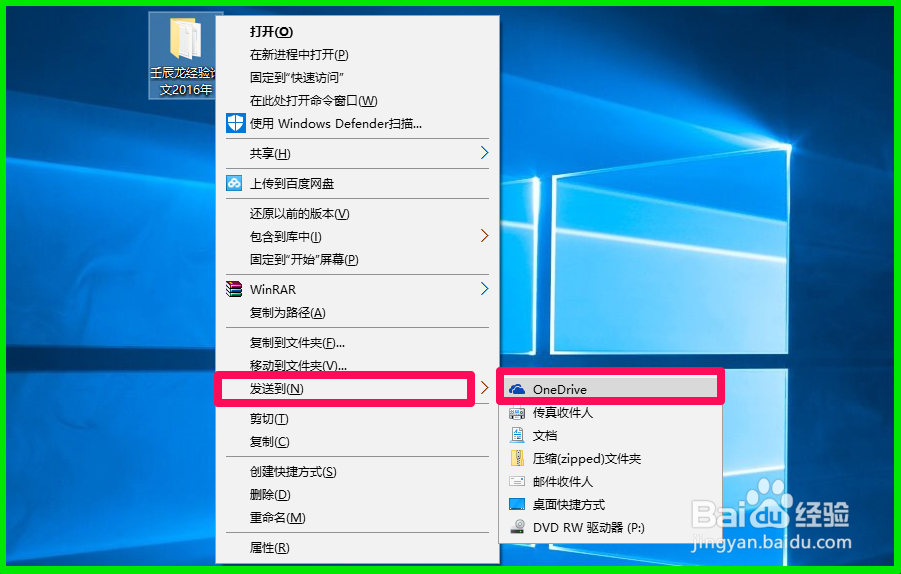 壬辰龙经验论
文2016年
打开(O)
在新进程中打开(P)
固定到"快速访问"
在此处打开命令窗口(W)
使用 Windows Defender扫描...
共享(H)
上传到百度网盘
还原以前的版本(V)
包含到库中(I)
固定到"开始"屏幕(P)
WinRAR
复制为路径(A)
复制到文件夹(F)...
移动到文件夹(V)...
发送到(N)
剪切(T)
复制(C)
创建快捷方式(S)
删除(D)
重命名(M)
属性(R)
OneDrive
传真收件人
文档
压缩(zipped)文件夹
邮件收件人
桌面快捷方式
DVD RW 驱动器 (P:)
Baidu经验
jingyan.baidu.com